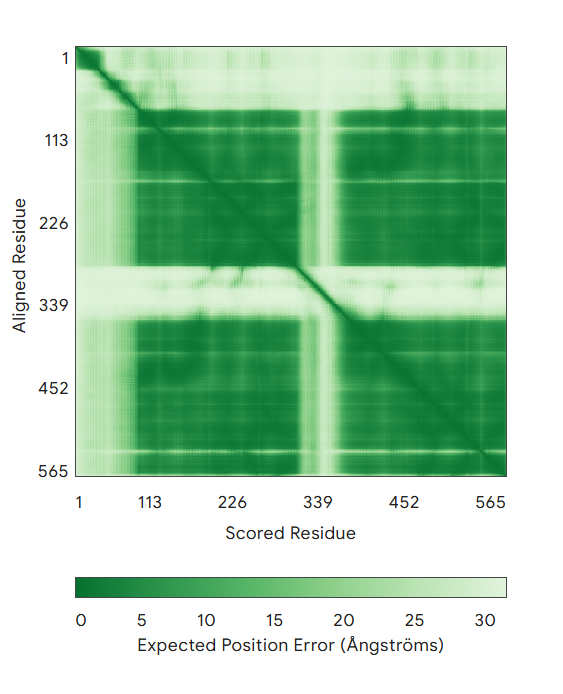 1
113
226
339
452
565
Aligned Residue
1 113 226 339 452 565
Scored Residue
0 5 10 15 20 25 30
Expected Position Error (Ångströms)